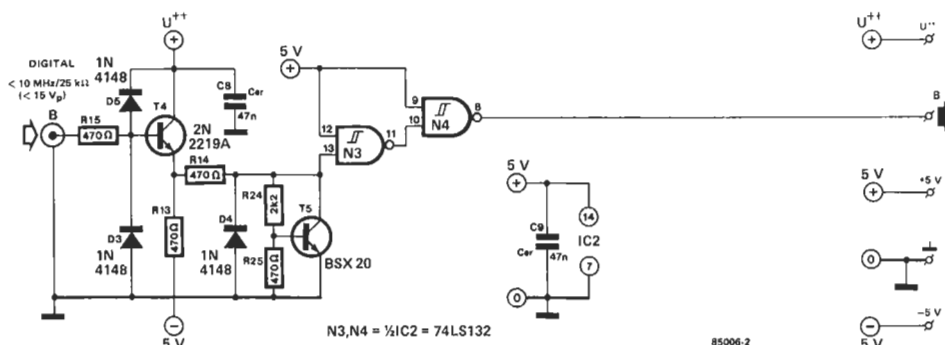 U++
DIGITAL
< 10 MHz/25 kΩ
(< 15 Vp)
B
R15
470Ω
1N
4148
D5
T4
2N
2219A
C8
Cer
47n
R14
470Ω
R13
470Ω
D3
1N
4148
D4
1N
4148
R24
2k2
R25
470Ω
T5
BSX 20
5 V
5 V
12
13
N3
11
9
10
N4
8
5 V
C9
Cer
47n
14
IC2
7
0
N3,N4 = ½IC2 = 74LS132
85006-2
U++
U++
B
5 V
+5 V
0
⊥
-5 V
5 V